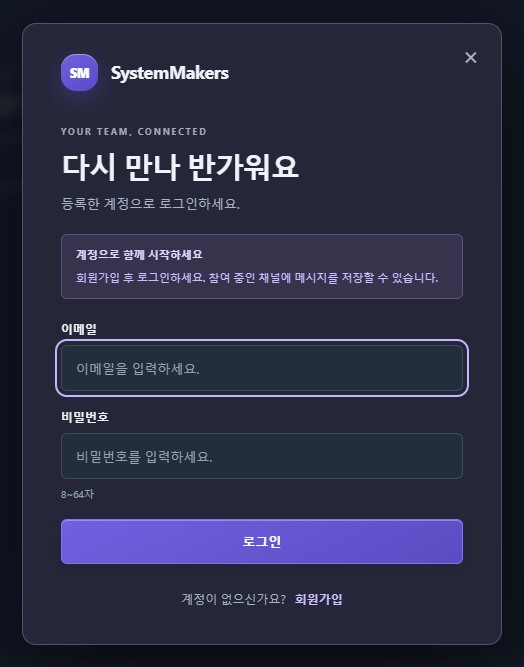 SM SystemMakers
YOUR TEAM, CONNECTED
다시 만나 반가워요
등록한 계정으로 로그인하세요.
계정으로 함께 시작하세요
회원가입 후 로그인하세요. 참여 중인 채널에 메시지를 저장할 수 있습니다.
이메일
이메일을 입력하세요.
비밀번호
비밀번호를 입력하세요.
8~64자
로그인
계정이 없으신가요? 회원가입